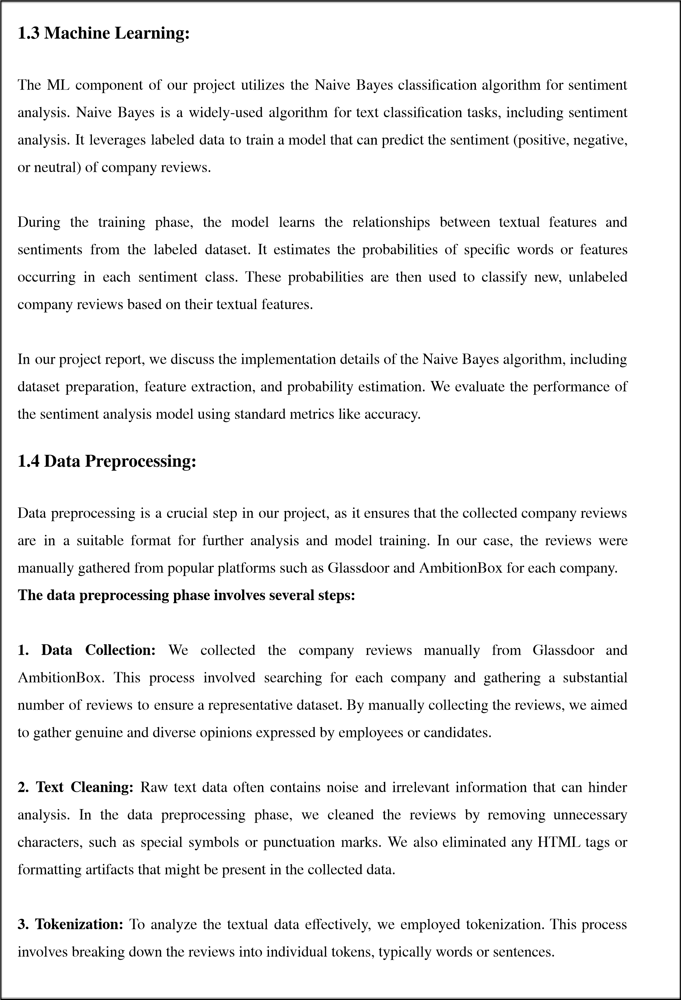 1.3 Machine Learning:
The ML component of our project utilizes the Naive Bayes classification algorithm for sentiment
analysis. Naive Bayes is a widely-used algorithm for text classification tasks, including sentiment
analysis. It leverages labeled data to train a model that can predict the sentiment (positive, negative,
or neutral) of company reviews.
During the training phase, the model learns the relationships between textual features and
sentiments from the labeled dataset. It estimates the probabilities of specific words or features
occurring in each sentiment class. These probabilities are then used to classify new, unlabeled
company reviews based on their textual features.
In our project report, we discuss the implementation details of the Naive Bayes algorithm, including
dataset preparation, feature extraction, and probability estimation. We evaluate the performance of
the sentiment analysis model using standard metrics like accuracy.
1.4 Data Preprocessing:
Data preprocessing is a crucial step in our project, as it ensures that the collected company reviews
are in a suitable format for further analysis and model training. In our case, the reviews were
manually gathered from popular platforms such as Glassdoor and AmbitionBox for each company.
The data preprocessing phase involves several steps:
1. Data Collection: We collected the company reviews manually from Glassdoor and
AmbitionBox. This process involved searching for each company and gathering a substantial
number of reviews to ensure a representative dataset. By manually collecting the reviews, we aimed
to gather genuine and diverse opinions expressed by employees or candidates.
2. Text Cleaning: Raw text data often contains noise and irrelevant information that can hinder
analysis. In the data preprocessing phase, we cleaned the reviews by removing unnecessary
characters, such as special symbols or punctuation marks. We also eliminated any HTML tags or
formatting artifacts that might be present in the collected data.
3. Tokenization: To analyze the textual data effectively, we employed tokenization. This process
involves breaking down the reviews into individual tokens, typically words or sentences.